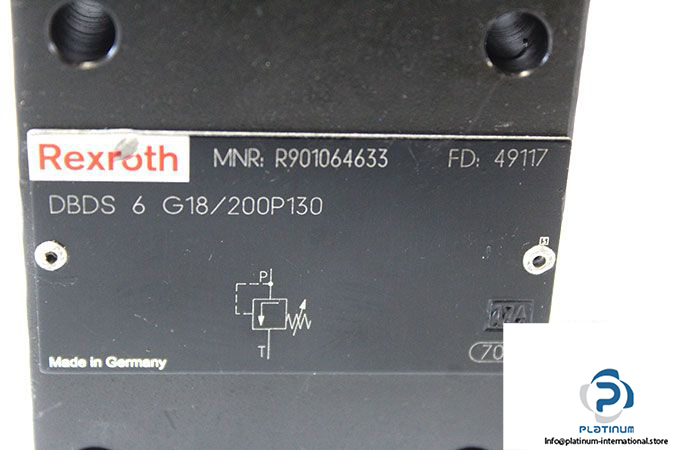 Rexroth MNR: R901064633 FD: 49117
DBDS 6 G18/200P130
P
T
Made in Germany
PLATINUM
Info@platinum-international.store